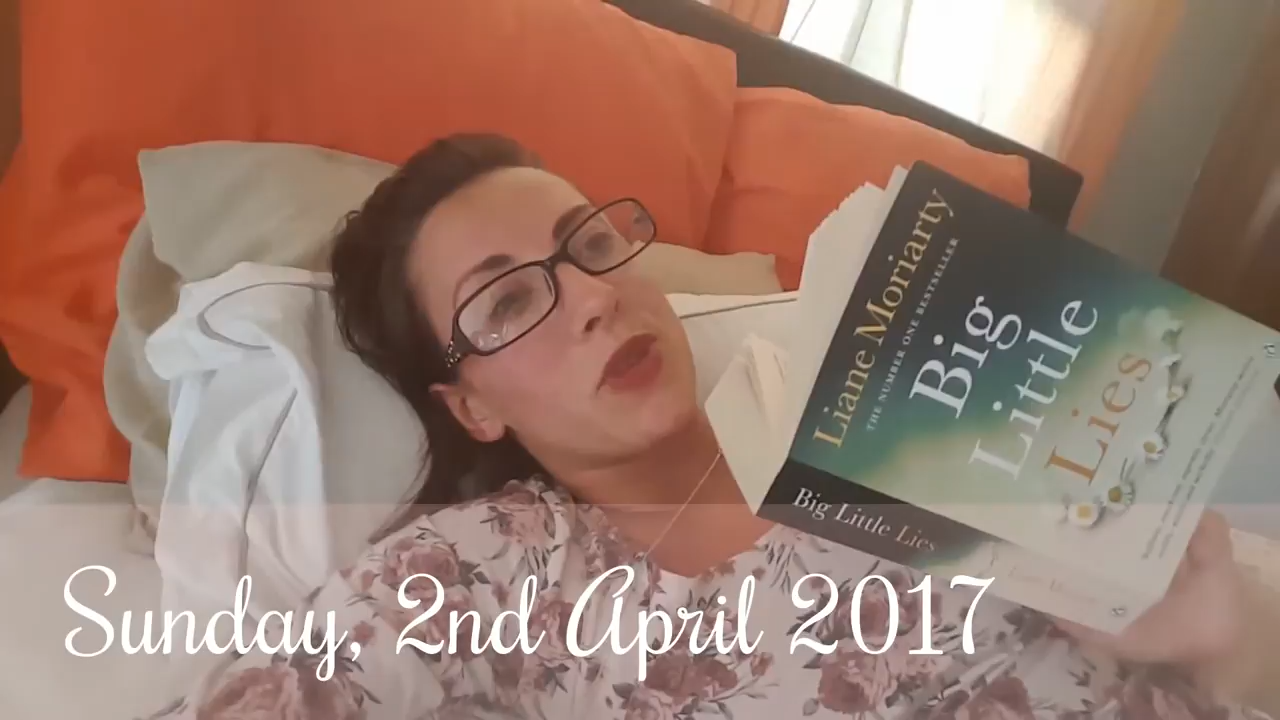 Liane Moriarty
THE NUMBER ONE BESTSELLER
Big
Little
Lies
Big Little Lies
Sunday, 2nd April 2017